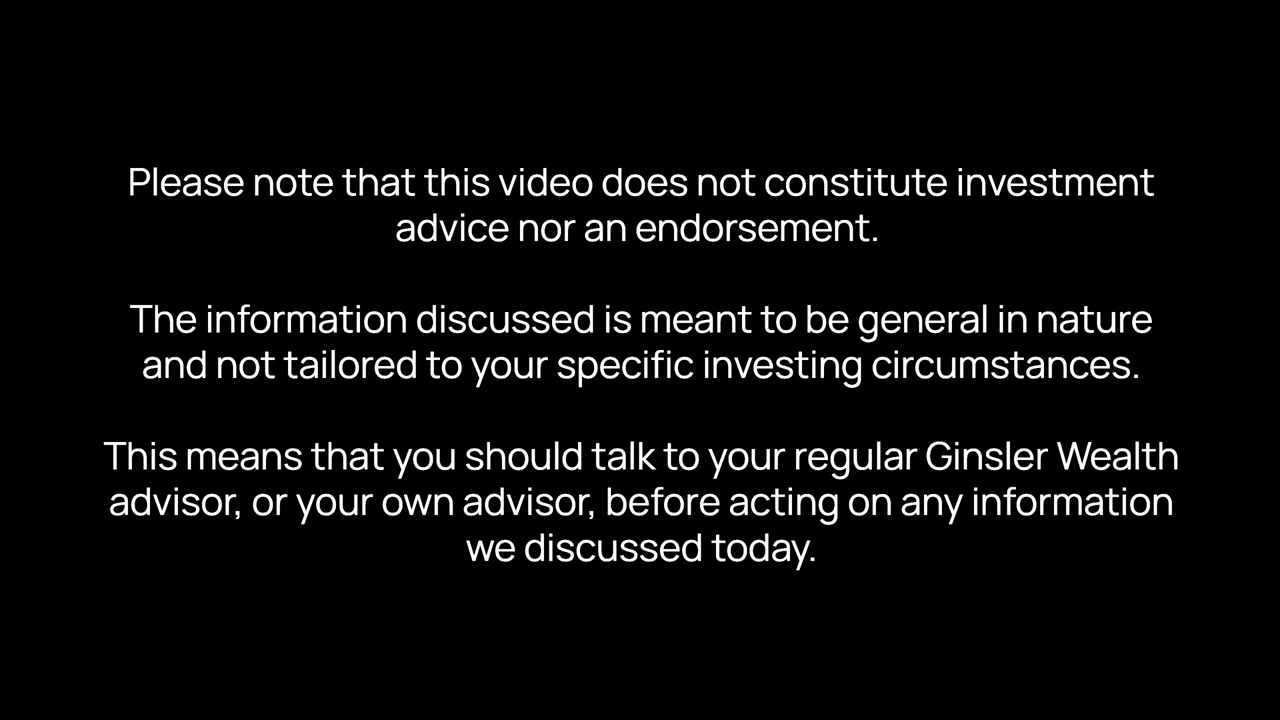 Please note that this video does not constitute investment
advice nor an endorsement.
The information discussed is meant to be general in nature
and not tailored to your specific investing circumstances.
This means that you should talk to your regular Ginsler Wealth
advisor, or your own advisor, before acting on any information
we discussed today.